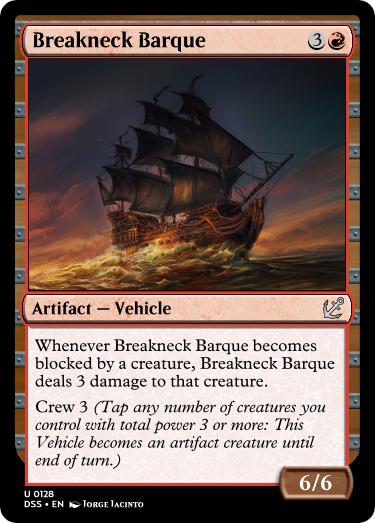 Breakneck Barque 3
Artifact — Vehicle
Whenever Breakneck Barque becomes
blocked by a creature, Breakneck Barque
deals 3 damage to that creature.
Crew 3 (Tap any number of creatures you
control with total power 3 or more: This
Vehicle becomes an artifact creature until
end of turn.)
6/6
U 0128
DSS • EN Jorge Jacinto